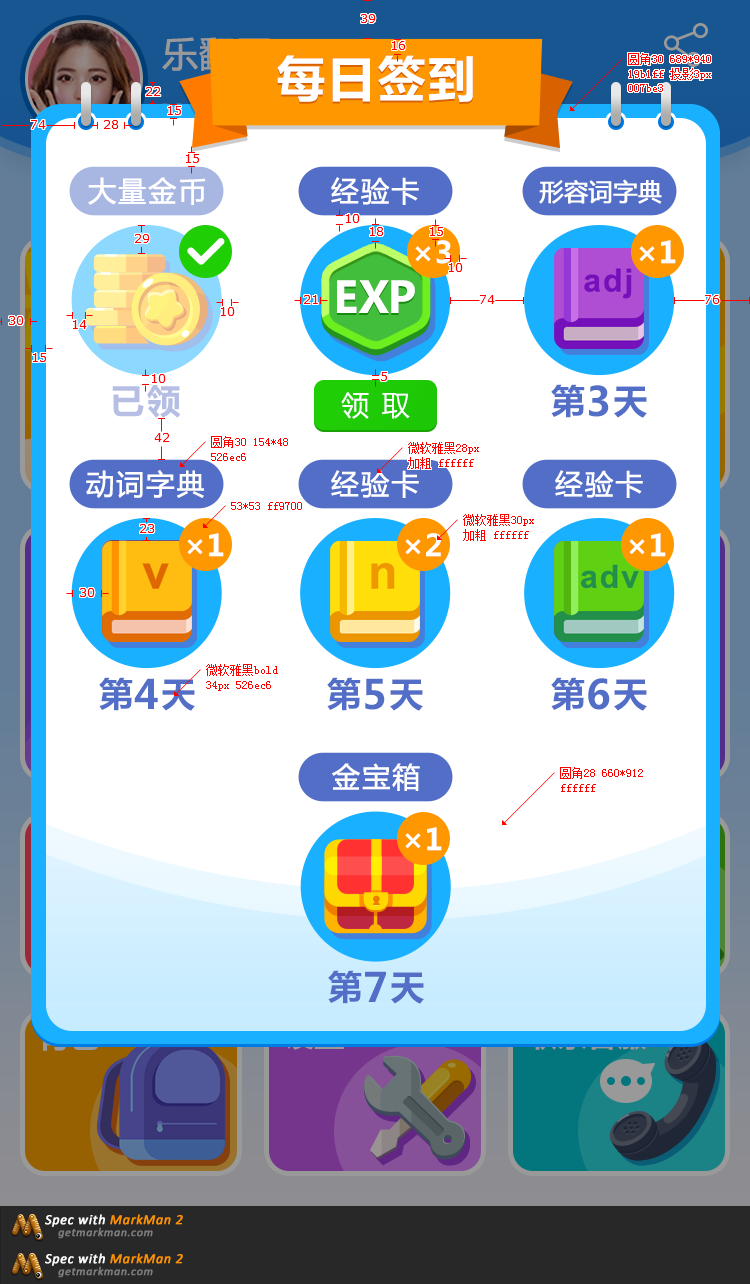 39
乐翻
16
每日签到
圆角30 689*940
19b1ff 投影3px
007be3
22
15
74
28
15
大量金币
经验卡
形容词字典
29
10
18
15
×3
×1
10
EXP
adj
21
74
76
30
14
10
15
10
5
已领
领 取
第3天
42
圆角30 154*48
526ec6
微软雅黑28px
加粗 ffffff
动词字典
经验卡
经验卡
53*53 ff9700
微软雅黑30px
加粗 ffffff
23
×1
×2
×1
v
n
adv
30
微软雅黑bold
34px 526ec6
第4天
第5天
第6天
金宝箱
圆角28 660*912
ffffff
×1
第7天
Spec with MarkMan 2
getmarkman.com
Spec with MarkMan 2
getmarkman.com